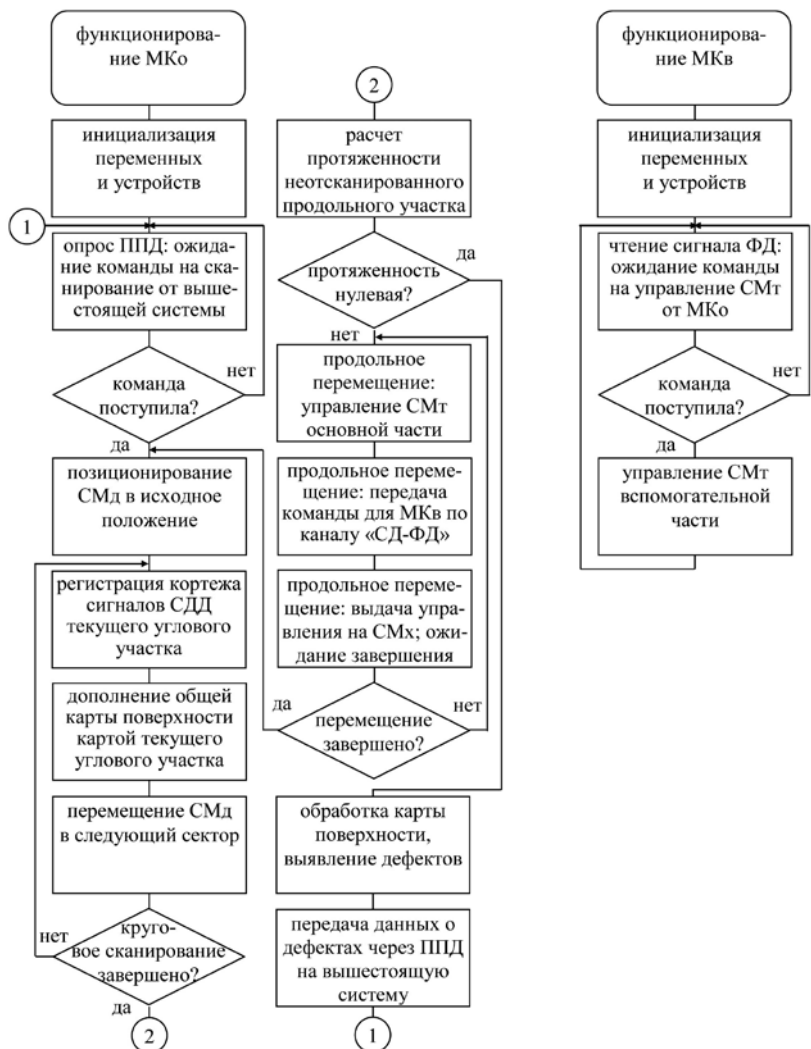 функционирова-
ние МКо
инициализация
переменных
и устройств
1
опрос ППД: ожида-
ние команды на ска-
нирование от выше-
стоящей системы
нет
команда
поступила?
да
позиционирование
СМд в исходное
положение
регистрация кортежа
сигналов СДД
текущего углового
участка
дополнение общей
карты поверхности
картой текущего
углового участка
перемещение СМд
в следующий сектор
нет
круго-
вое сканирование
завершено?
да
2
2
расчет
протяженности
неотсканированного
продольного участка
да
протяженность
нулевая?
нет
продольное
перемещение:
управление СМт
основной части
продольное переме-
щение: передача
команды для МКв по
каналу «СД-ФД»
продольное переме-
щение: выдача управ-
ления на СМх; ожи-
дание завершения
да
нет
перемещение
завершено?
обработка карты
поверхности,
выявление дефектов
передача данных о
дефектах через ППД
на вышестоящую
систему
1
функционирова-
ние МКв
инициализация
переменных
и устройств
чтение сигнала ФД:
ожидание команды
на управление СМт
от МКо
нет
команда
поступила?
да
управление СМт
вспомогательной
части